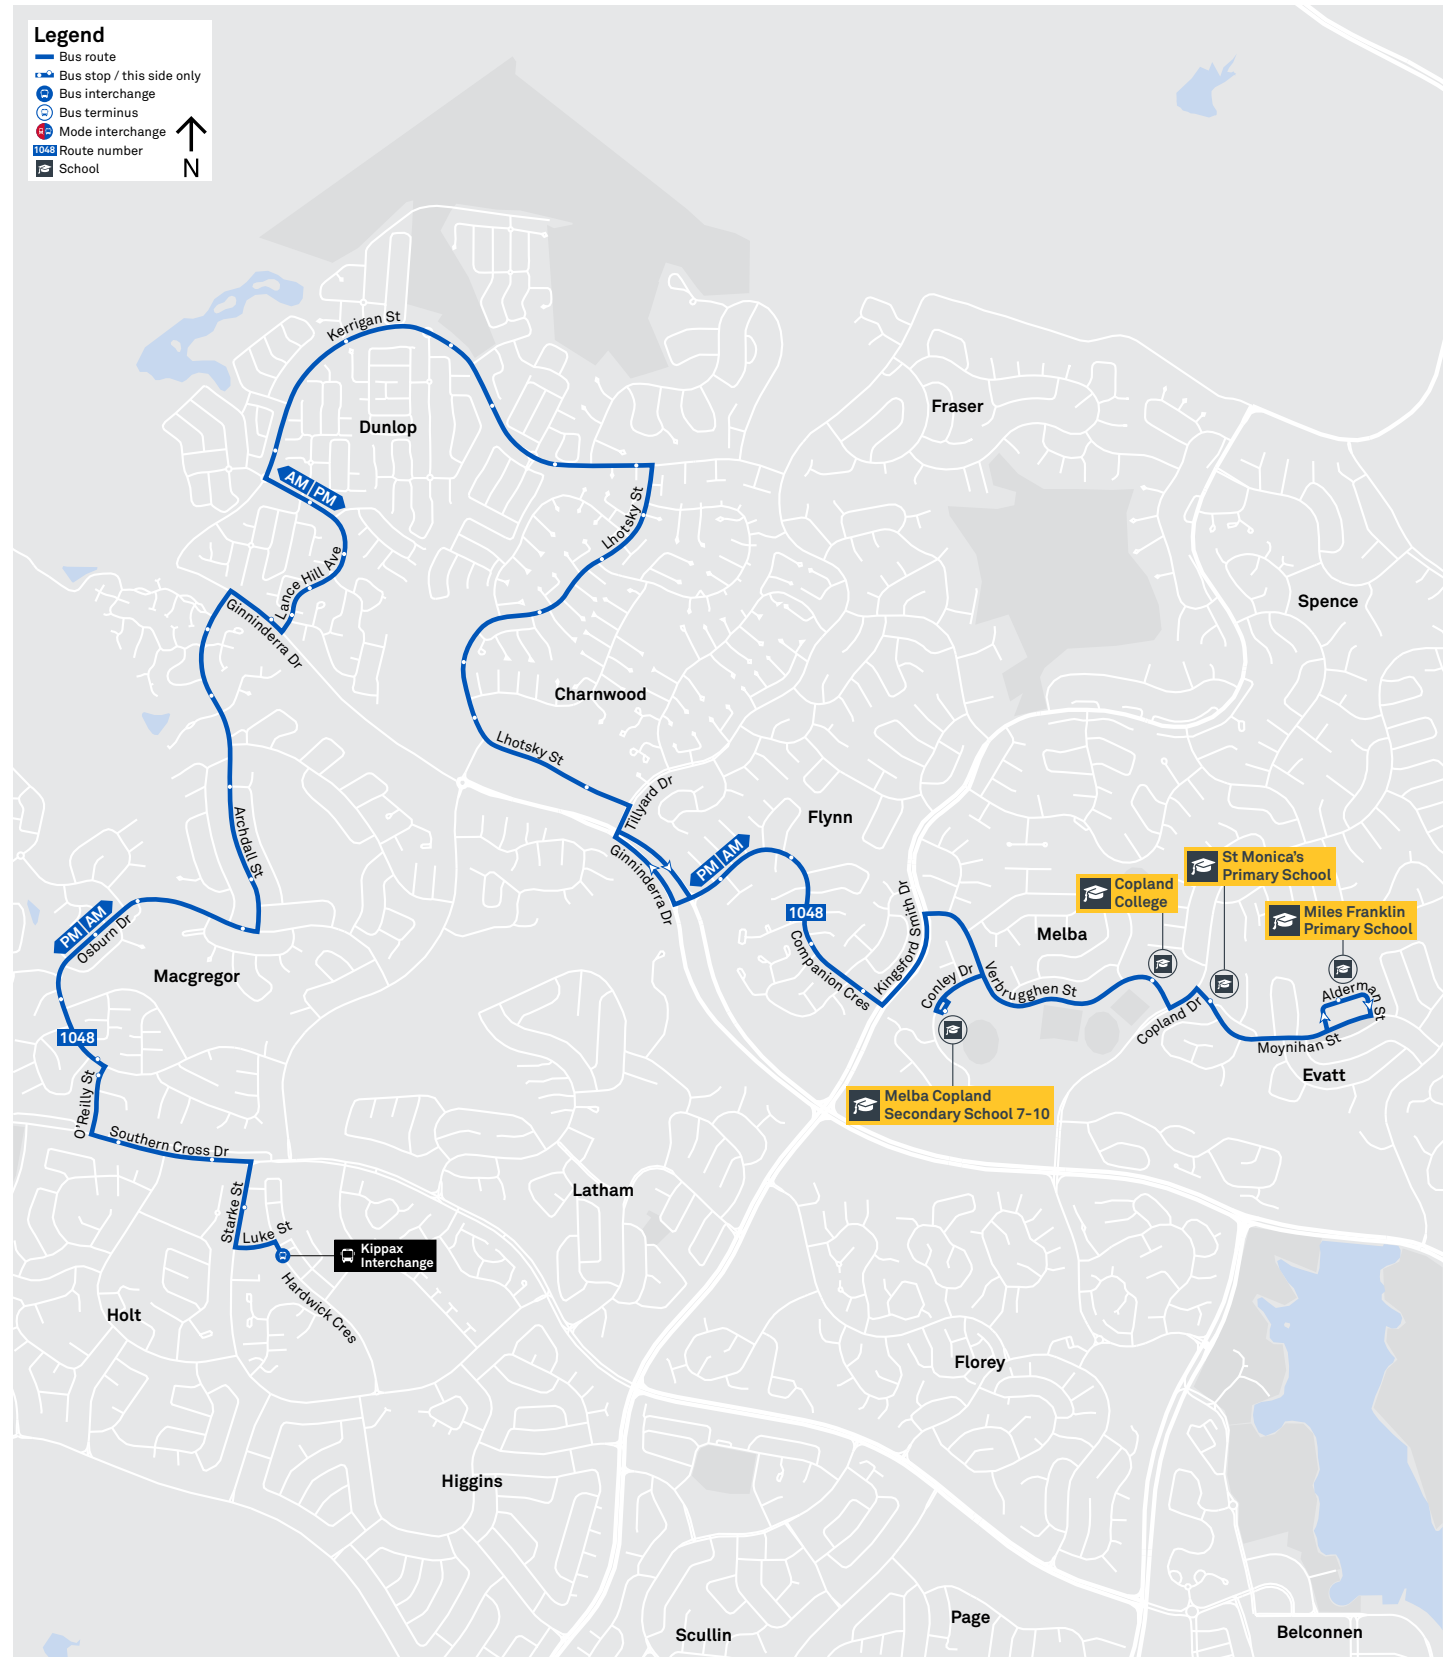 Legend
Bus route
Bus stop / this side only
Bus interchange
Bus terminus
Mode interchange
1048 Route number
School
N
Kerrigan St
Dunlop
Fraser
AM PM
Lhotsky St
Lance Hill Ave
Ginninderra Dr
Spence
Charnwood
Lhotsky St
Tillyard Dr
Flynn
Archdall St
PM AM
Ginninderra Dr
St Monica's
Primary School
Copland
College
Miles Franklin
Primary School
1048
Kingsford Smith Dr
Melba
PM AM
Osburn Dr
Macgregor
Companion Cres
Conley Dr
Verbrugghen St
Copland Dr
Alderman St
Moynihan St
Evatt
1048
O'Reilly St
Melba Copland
Secondary School 7-10
Southern Cross Dr
Starke St
Luke St
Latham
Kippax
Interchange
Hardwick Cres
Holt
Florey
Higgins
Page
Scullin
Belconnen